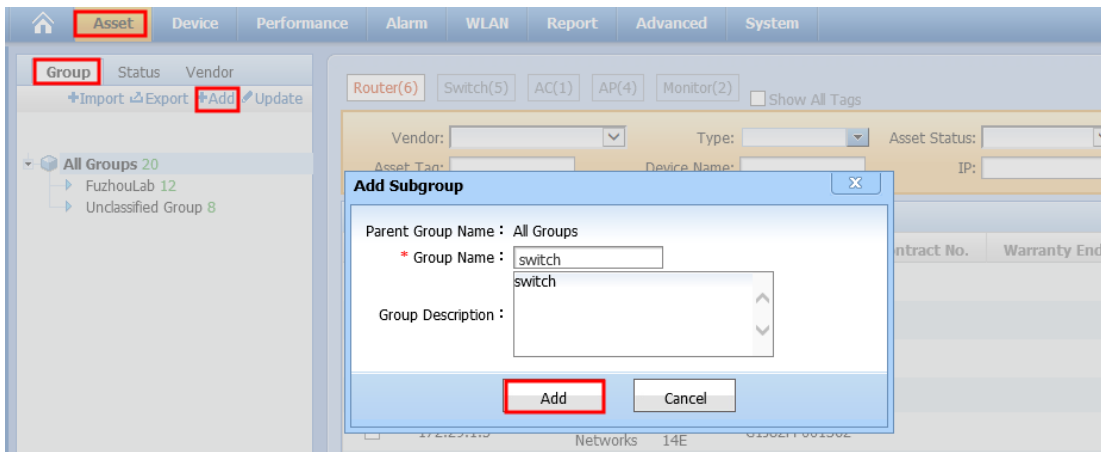 Asset Device Performance Alarm WLAN Report Advanced System
Group Status Vendor
Import Export Add Update
Router(6) Switch(5) AC(1) AP(4) Monitor(2) Show All Tags
Vendor: Type: Asset Status:
Asset Tag: Device Name: IP:
All Groups 20
FuzhouLab 12
Unclassified Group 8
Add Subgroup
Parent Group Name : All Groups
* Group Name : switch
Group Description : switch
Add Cancel
ntract No. Warranty End
Networks 14E